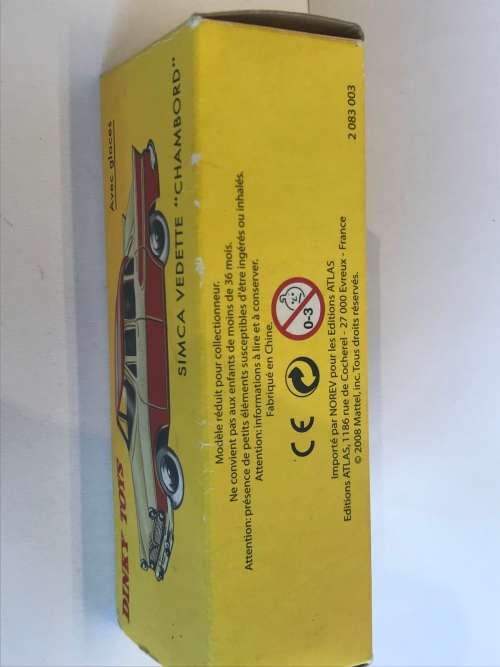 DINKY TOYS
Avec glaces
SIMCA VEDETTE "CHAMBORD"
Modèle réduit pour collectionneur.
Ne convient pas aux enfants de moins de 36 mois.
Attention: présence de petits éléments susceptibles d'être ingérés ou inhalés.
Attention: informations à lire et à conserver.
Fabriqué en Chine.
0-3
CE
Importé par NOREV pour les Editions ATLAS
Editions ATLAS, 1186 rue de Cocherel - 27 000 Evreux - France
© 2008 Mattel, inc. Tous droits réservés.
2 083 003